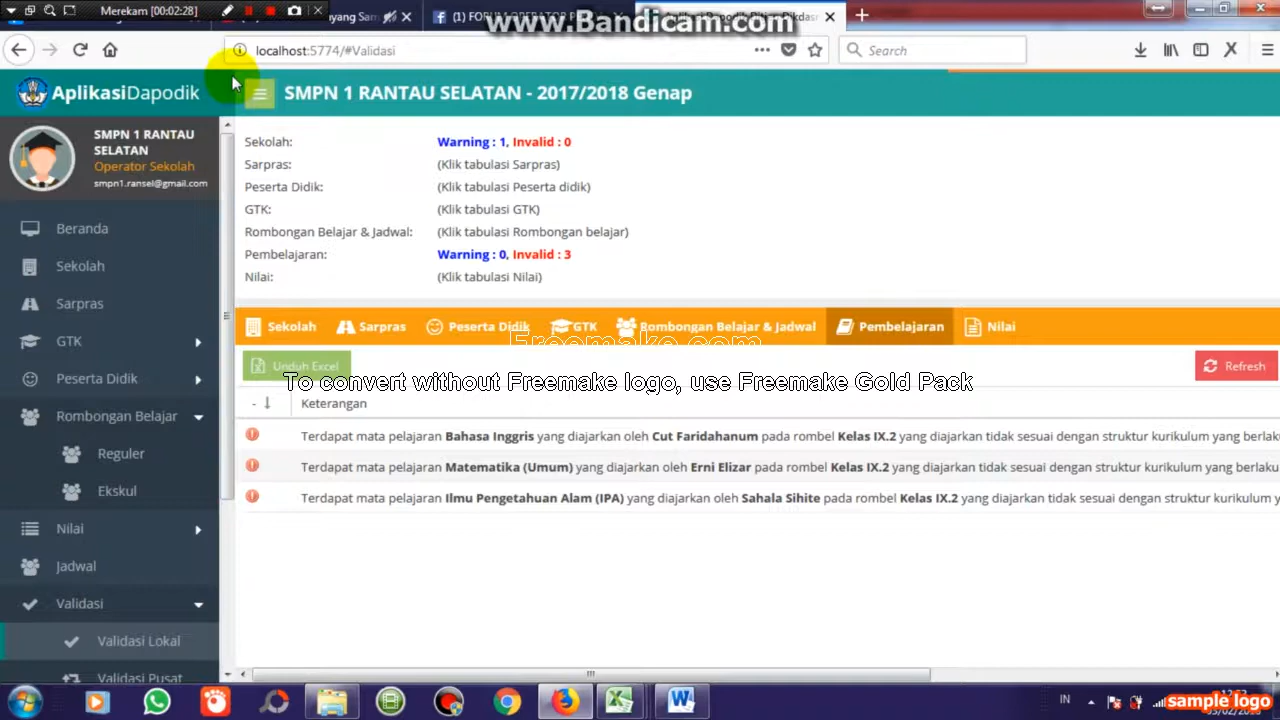 Merekam [00:02:28]
(1) FORUM OPERATOR
www.Bandicam.com
localhost:5774/#Validasi
Search
AplikasiDapodik
SMPN 1 RANTAU SELATAN - 2017/2018 Genap
SMPN 1 RANTAU
SELATAN
Operator Sekolah
smpn1.ransel@gmail.com
Beranda
Sekolah
Sarpras
GTK
Peserta Didik
Rombongan Belajar
Reguler
Ekskul
Nilai
Jadwal
Validasi
Validasi Lokal
Validasi Pusat
Sekolah: Warning : 1, Invalid : 0
Sarpras: (Klik tabulasi Sarpras)
Peserta Didik: (Klik tabulasi Peserta didik)
GTK: (Klik tabulasi GTK)
Rombongan Belajar & Jadwal: (Klik tabulasi Rombongan belajar)
Pembelajaran: Warning : 0, Invalid : 3
Nilai: (Klik tabulasi Nilai)
Sekolah Sarpras Peserta Didik GTK Rombongan Belajar & Jadwal Pembelajaran Nilai
Freemake.com
Unduh Excel Refresh
To convert without Freemake logo, use Freemake Gold Pack
- Keterangan
Terdapat mata pelajaran Bahasa Inggris yang diajarkan oleh Cut Faridahanum pada rombel Kelas IX.2 yang diajarkan tidak sesuai dengan struktur kurikulum yang berlaku
Terdapat mata pelajaran Matematika (Umum) yang diajarkan oleh Erni Elizar pada rombel Kelas IX.2 yang diajarkan tidak sesuai dengan struktur kurikulum yang berlaku
Terdapat mata pelajaran Ilmu Pengetahuan Alam (IPA) yang diajarkan oleh Sahala Sihite pada rombel Kelas IX.2 yang diajarkan tidak sesuai dengan struktur kurikulum yang
IN
sample logo